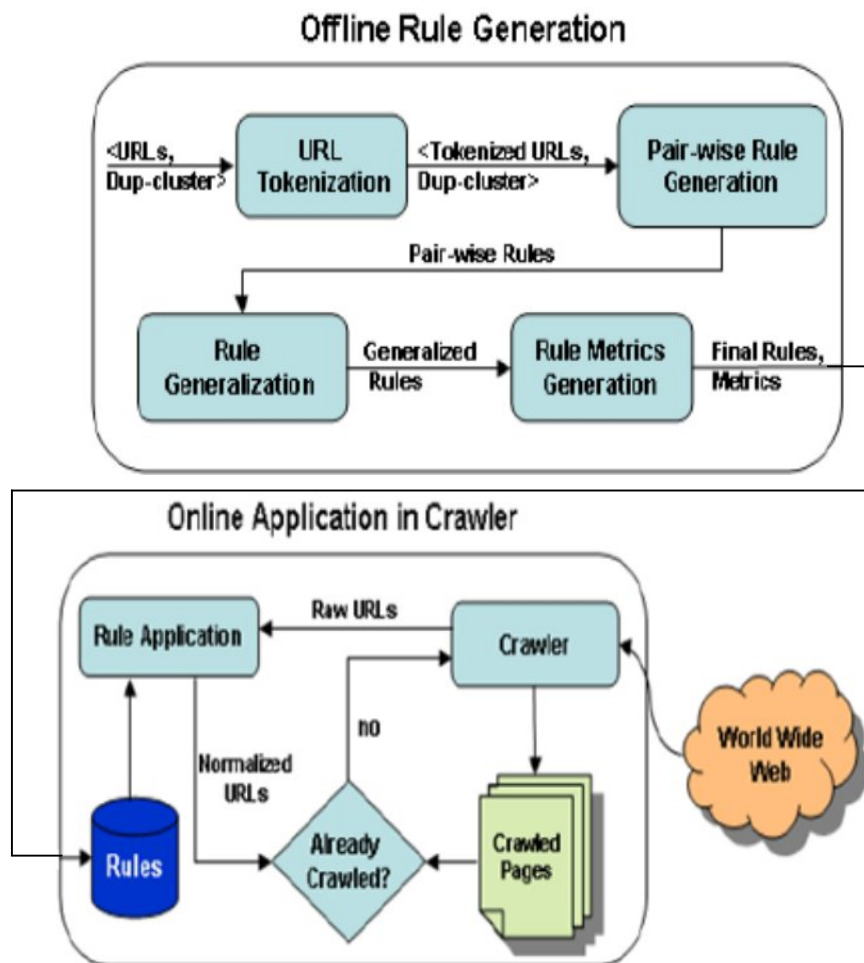 Offline Rule Generation
<URLs,
Dup-cluster>
URL
Tokenization
<Tokenized URLs,
Dup-cluster>
Pair-wise Rule
Generation
Pair-wise Rules
Rule
Generalization
Generalized
Rules
Rule Metrics
Generation
Final Rules,
Metrics
Online Application in Crawler
Rule Application
Raw URLs
Crawler
no
Normalized
URLs
World Wide
Web
Rules
Already
Crawled?
Crawled
Pages